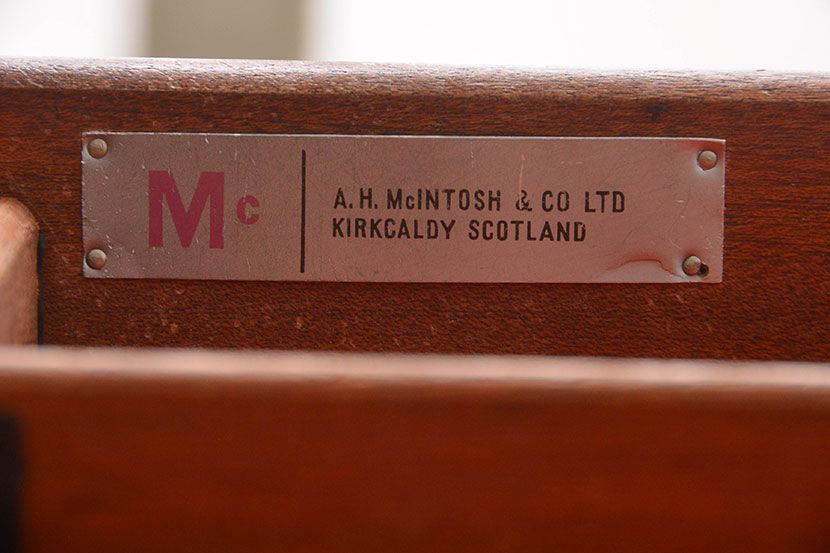 Mc
A.H. McINTOSH & CO LTD
KIRKCALDY SCOTLAND